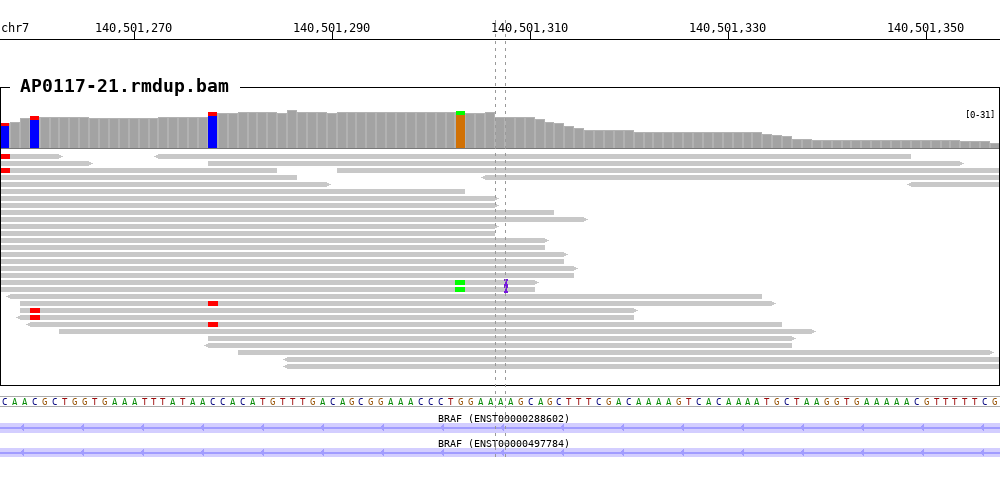 chr7 140,501,270 140,501,290 140,501,310 140,501,330 140,501,350
AP0117-21.rmdup.bam
[0-31]
C A A C G C T G G T G A A A T T T A T A A C C A C A T G T T T G A C A G C G G A A A C C C T G G A A A A G C A G C T T T C G A C A A A A G T C A C A A A A T G C T A A G G T G A A A A A C G T T T T T C G
BRAF (ENST00000288602)
BRAF (ENST00000497784)